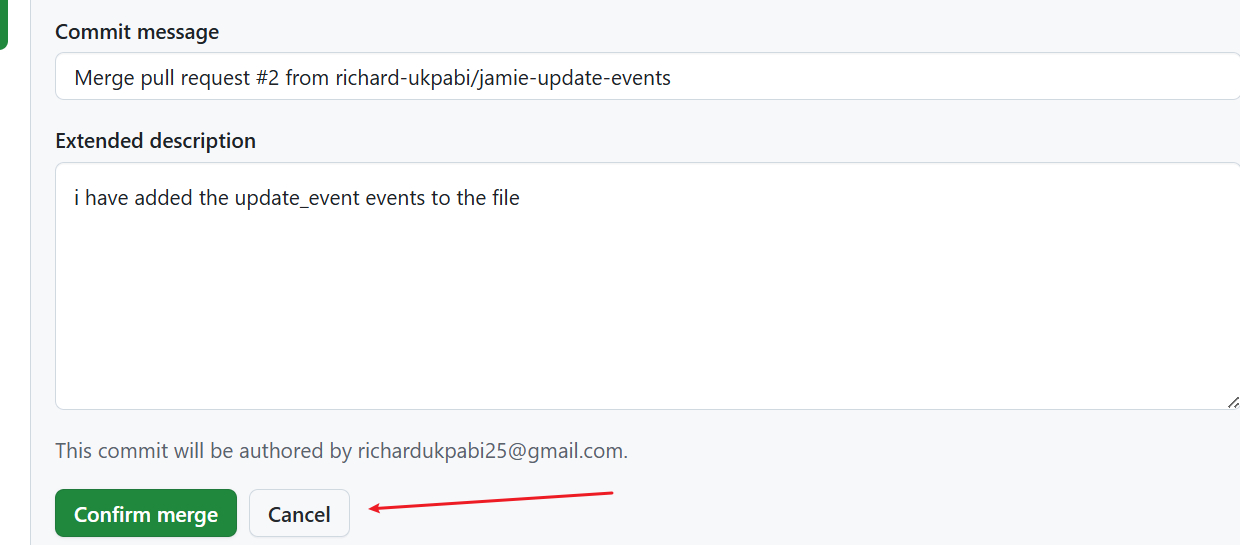 Commit message
Merge pull request #2 from richard-ukpabi/jamie-update-events
Extended description
i have added the update_event events to the file
This commit will be authored by richardukpabi25@gmail.com.
Confirm merge
Cancel